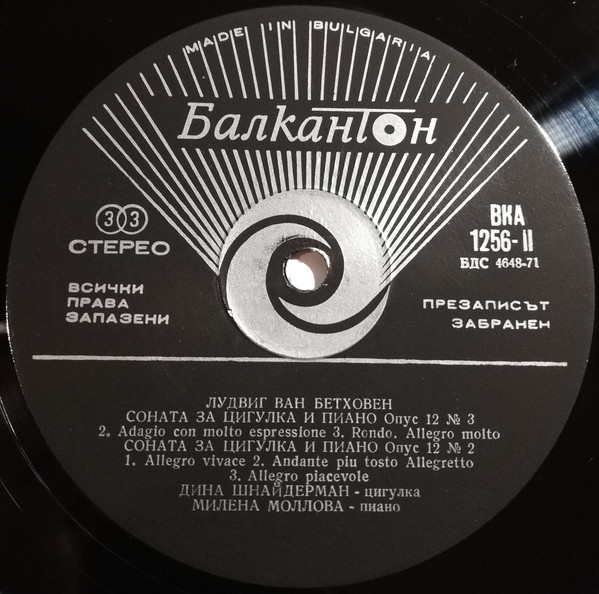 MADE IN BULGARIA
Балкантон
33
СТЕРЕО
ВСИЧКИ
ПРАВА
ЗАПАЗЕНИ
ВКА
1256-II
БДС 4648-71
ПРЕЗАПИСЪТ
ЗАБРАНЕН
ЛУДВИГ ВАН БЕТХОВЕН
СОНАТА ЗА ЦИГУЛКА И ПИАНО Опус 12 № 3
2. Adagio con molto espressione 3. Rondo. Allegro molto
СОНАТА ЗА ЦИГУЛКА И ПИАНО Опус 12 № 2
1. Allegro vivace 2. Andante piu tosto Allegretto
3. Allegro piacevole
ДИНА ШНАЙДЕРМАН - цигулка
МИЛЕНА МОЛЛОВА - пиано